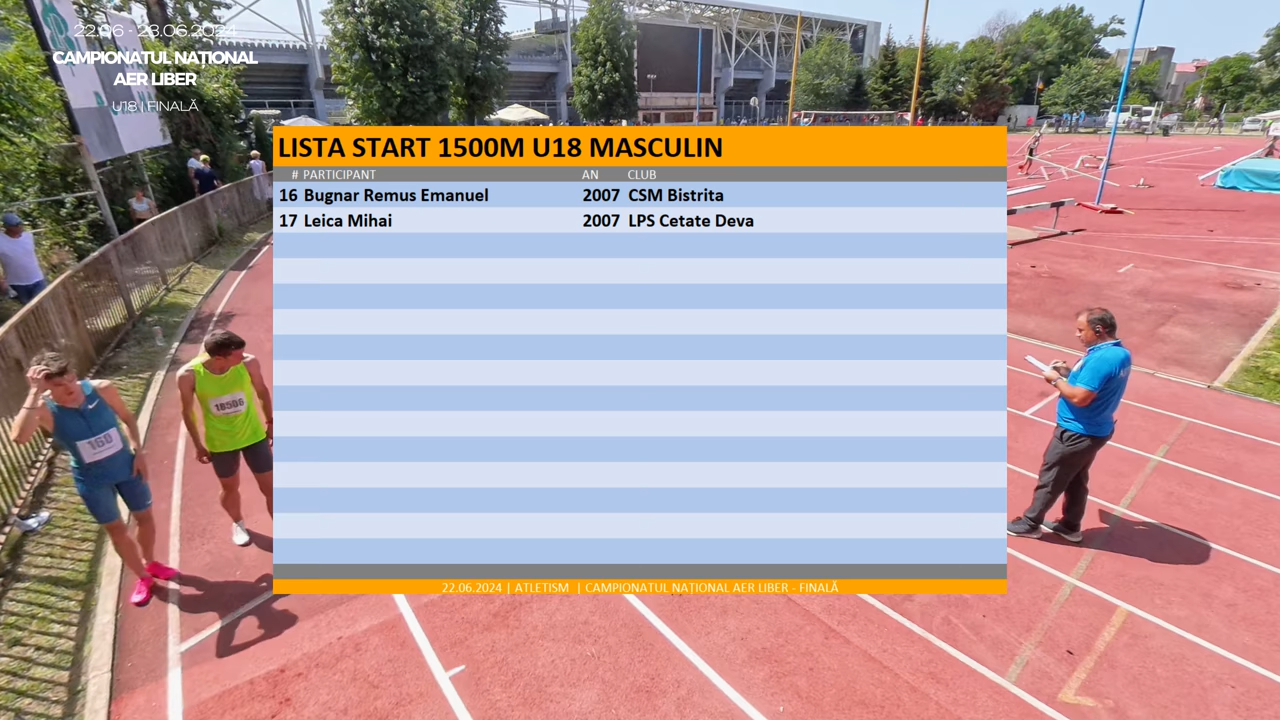 22.06 - 23.06.2024
CAMPIONATUL NATIONAL
AER LIBER
U18 | FINALĂ
LISTA START 1500M U18 MASCULIN
# PARTICIPANT AN CLUB
16 Bugnar Remus Emanuel 2007 CSM Bistrita
17 Leica Mihai 2007 LPS Cetate Deva
160
18506
22.06.2024 | ATLETISM | CAMPIONATUL NAȚIONAL AER LIBER - FINALĂ